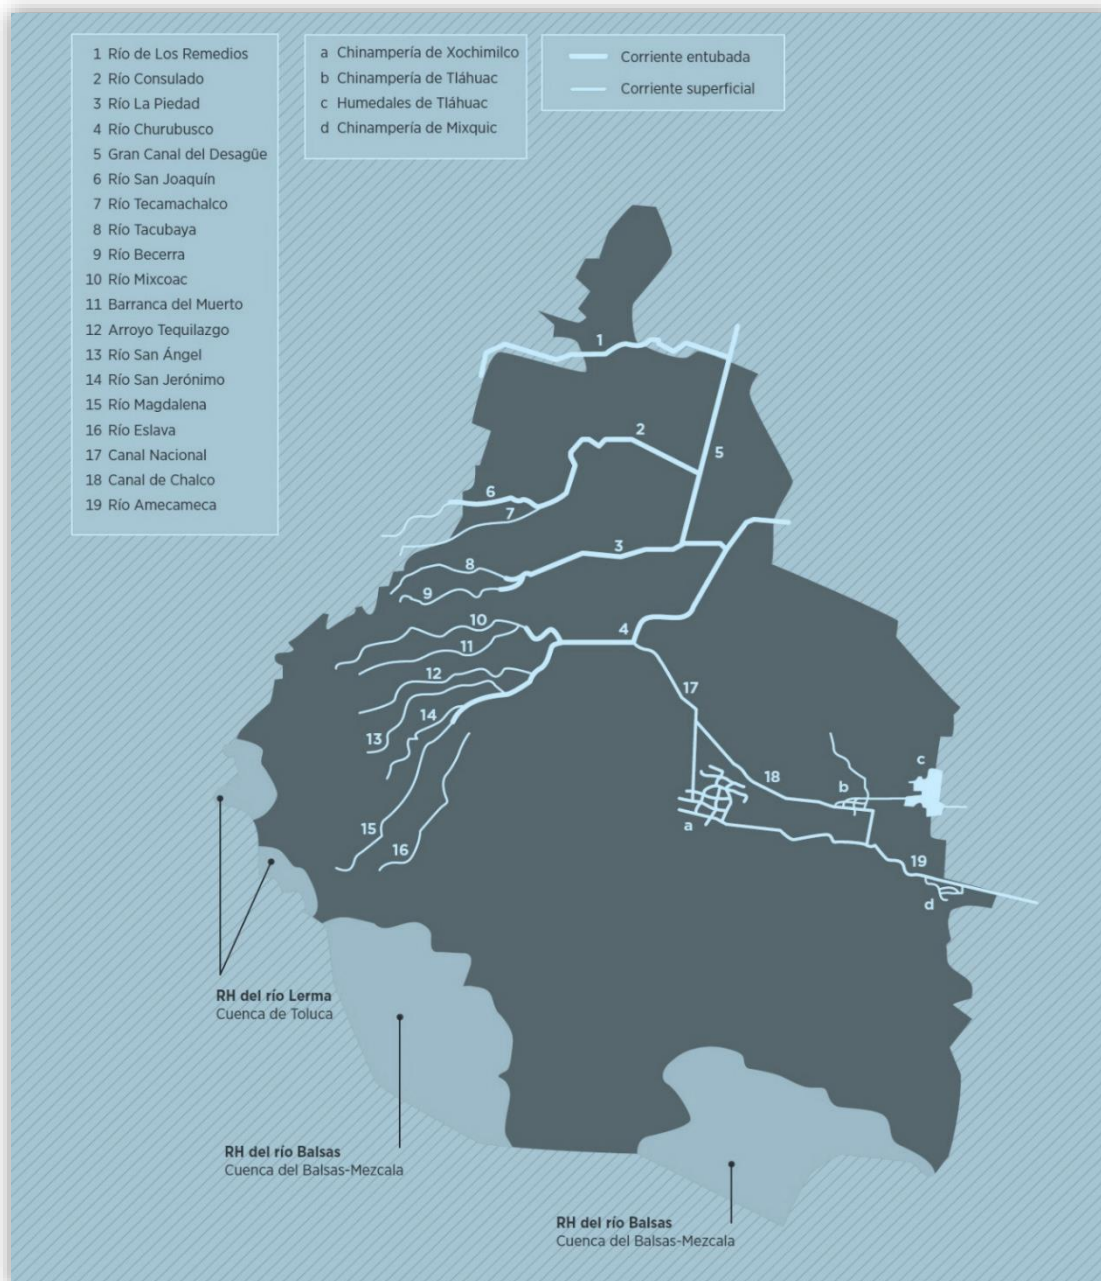 1 Río de Los Remedios
2 Río Consulado
3 Río La Piedad
4 Río Churubusco
5 Gran Canal del Desagüe
6 Río San Joaquín
7 Río Tecamachalco
8 Río Tacubaya
9 Río Becerra
10 Río Mixcoac
11 Barranca del Muerto
12 Arroyo Tequilazgo
13 Río San Ángel
14 Río San Jerónimo
15 Río Magdalena
16 Río Eslava
17 Canal Nacional
18 Canal de Chalco
19 Río Amecameca
a Chinampería de Xochimilco
b Chinampería de Tláhuac
c Humedales de Tláhuac
d Chinampería de Mixquic
Corriente entubada
Corriente superficial
1
2
5
6
7
3
8
9
10
4
11
12
17
14
13
c
18
b
a
15
16
19
d
RH del río Lerma
Cuenca de Toluca
RH del río Balsas
Cuenca del Balsas-Mezcala
RH del río Balsas
Cuenca del Balsas-Mezcala